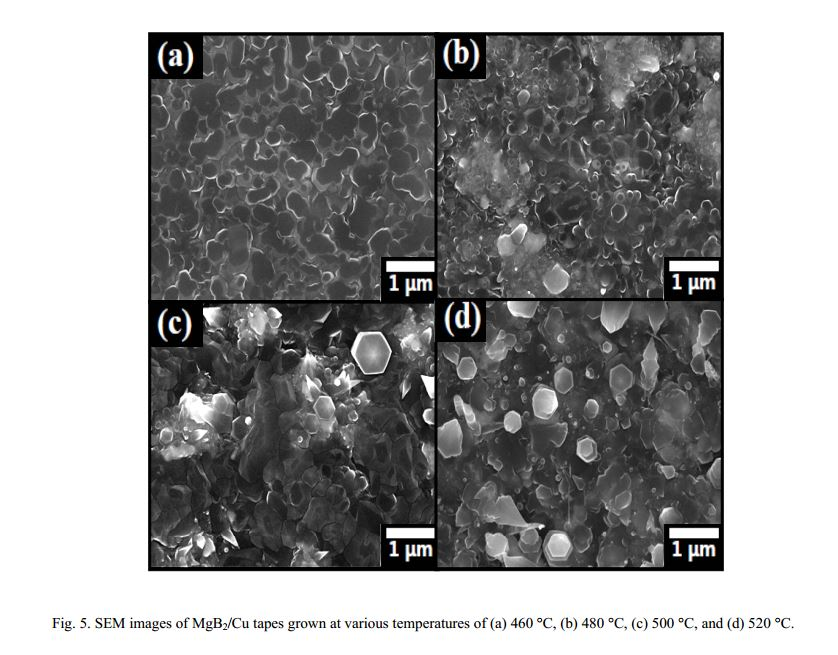 (a)
(b)
1 μm
1 μm
(c)
(d)
1 μm
1 μm
Fig. 5. SEM images of MgB₂/Cu tapes grown at various temperatures of (a) 460 °C, (b) 480 °C, (c) 500 °C, and (d) 520 °C.